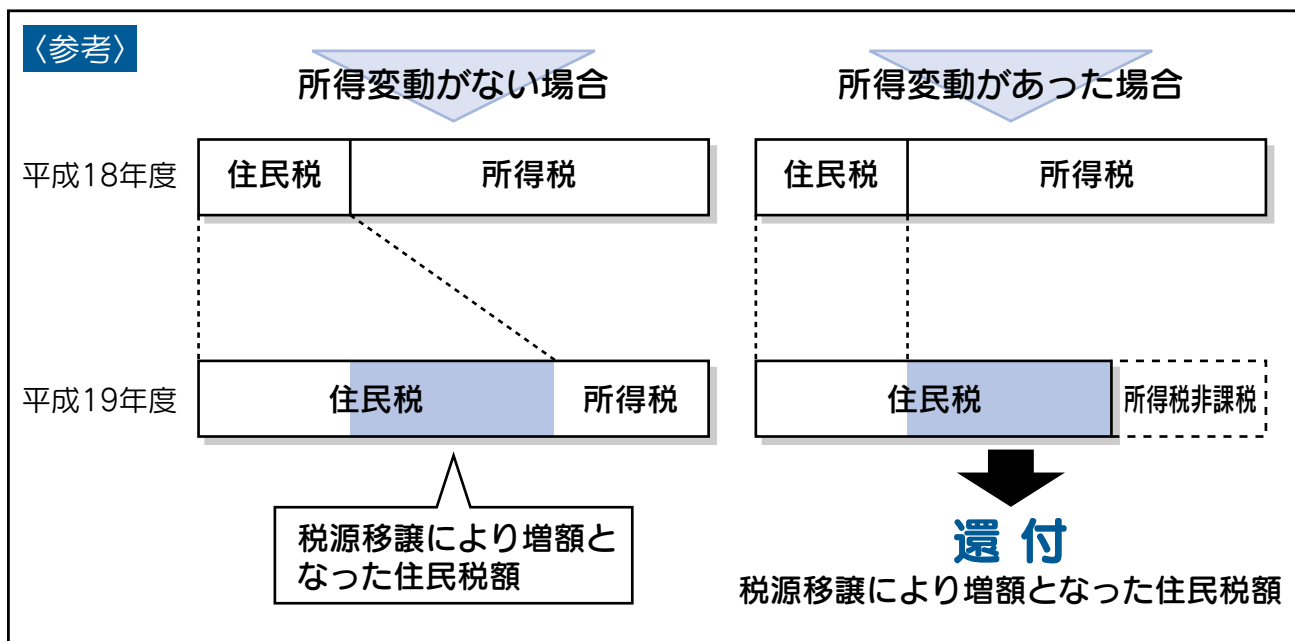 〈参考〉
所得変動がない場合
平成18年度
住民税
所得税
平成19年度
住民税
所得税
税源移譲により増額と
なった住民税額
所得変動があった場合
住民税
所得税
住民税
所得税非課税
還付
税源移譲により増額となった住民税額